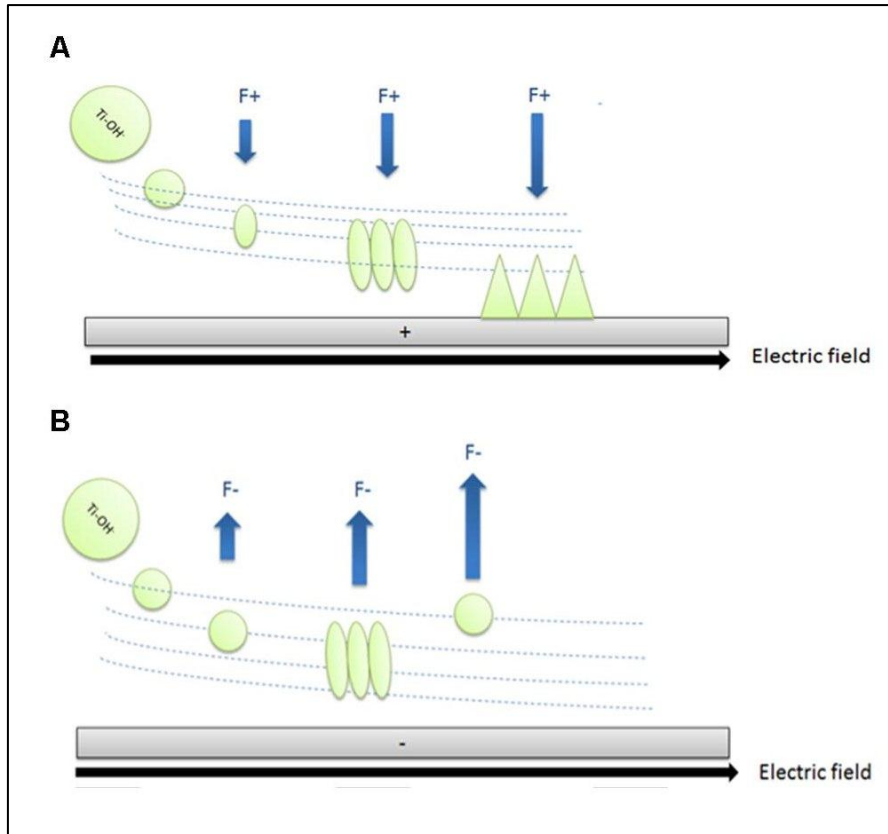 A
Ti-OH-
F+
F+
F+
+
Electric field
B
Ti-OH-
F-
F-
F-
-
Electric field